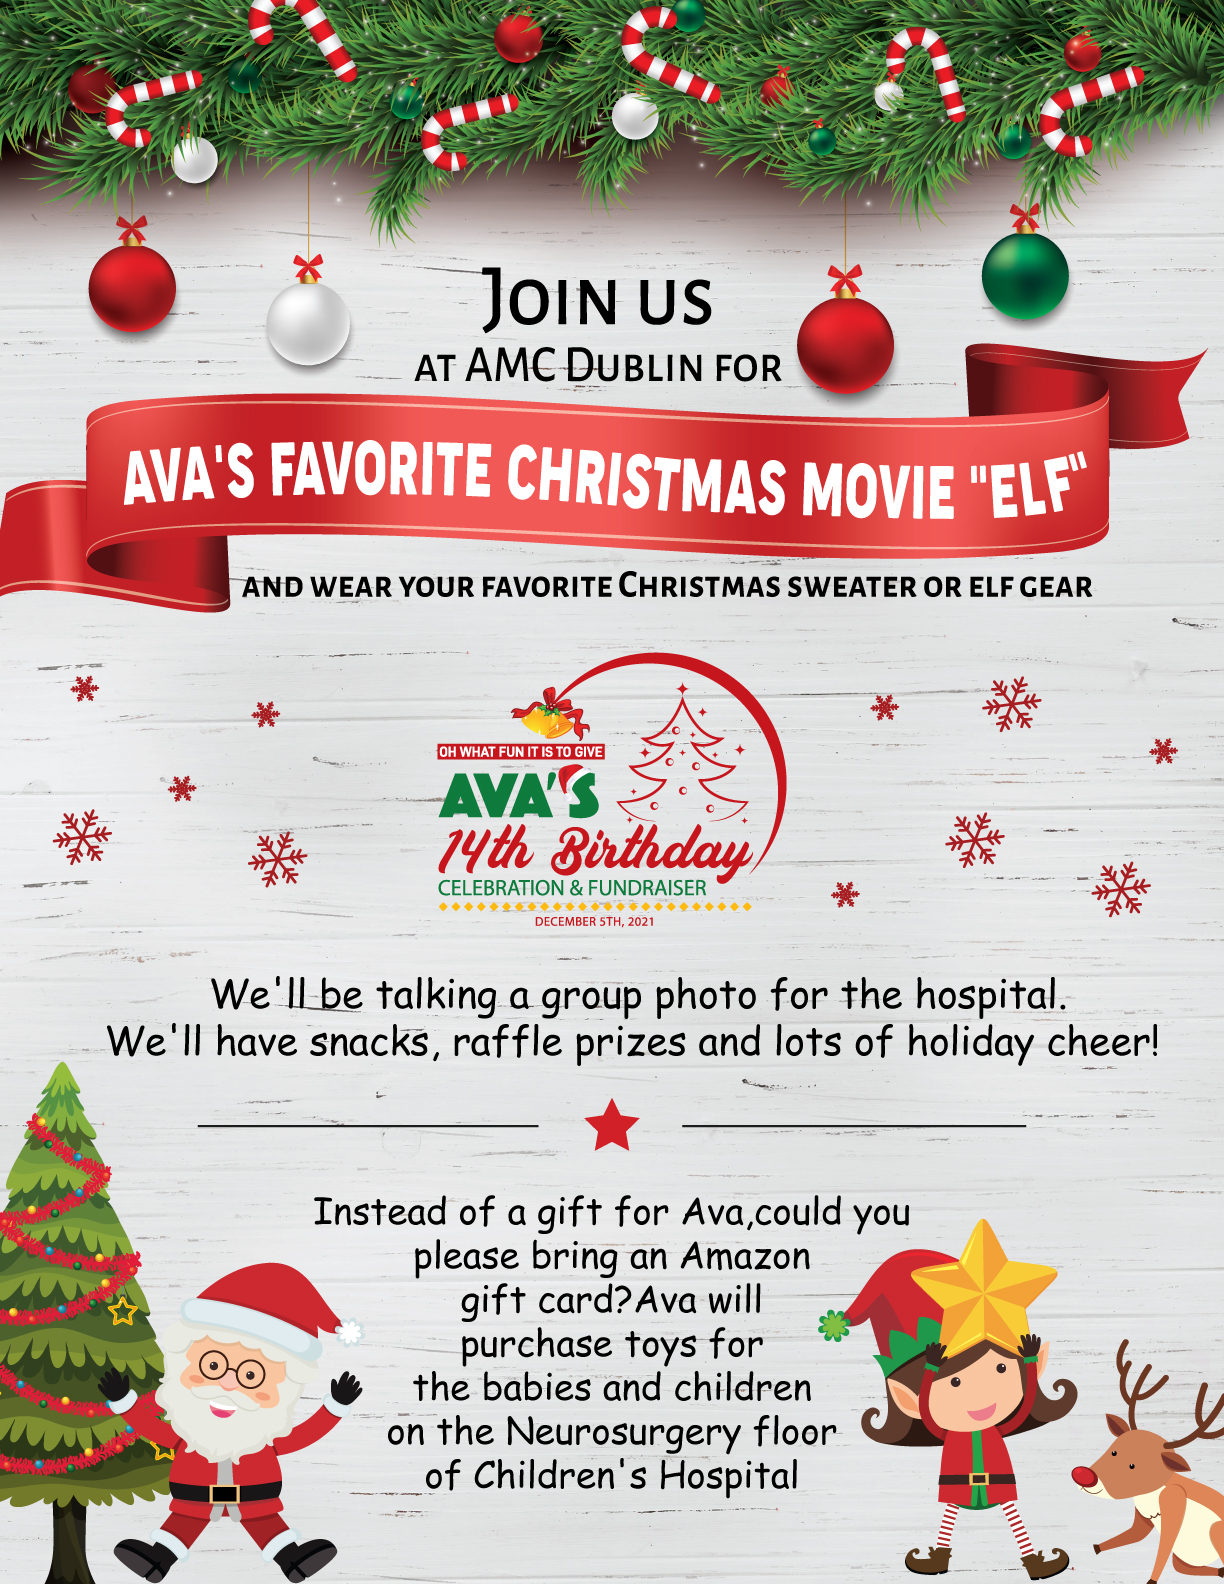 Join us
at AMC Dublin for
AVA'S FAVORITE CHRISTMAS MOVIE "ELF"
and wear your favorite Christmas sweater or elf gear
OH WHAT FUN IT IS TO GIVE
AVA'S
14th Birthday
CELEBRATION & FUNDRAISER
DECEMBER 5TH, 2021
We'll be talking a group photo for the hospital.
We'll have snacks, raffle prizes and lots of holiday cheer!
Instead of a gift for Ava,could you
please bring an Amazon
gift card?Ava will
purchase toys for
the babies and children
on the Neurosurgery floor
of Children's Hospital